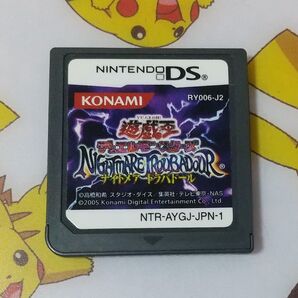 NINTENDO DS
KONAMI
RY006-J2
遊戯王
デュエルモンスターズ
NIGHTMARE TROUBADOUR
ナイトメアトラバドール
©高橋和希 スタジオ・ダイス/集英社・テレビ東京・NAS
©2005 Konami Digital Entertainment Co., Ltd.
NTR-AYGJ-JPN-1